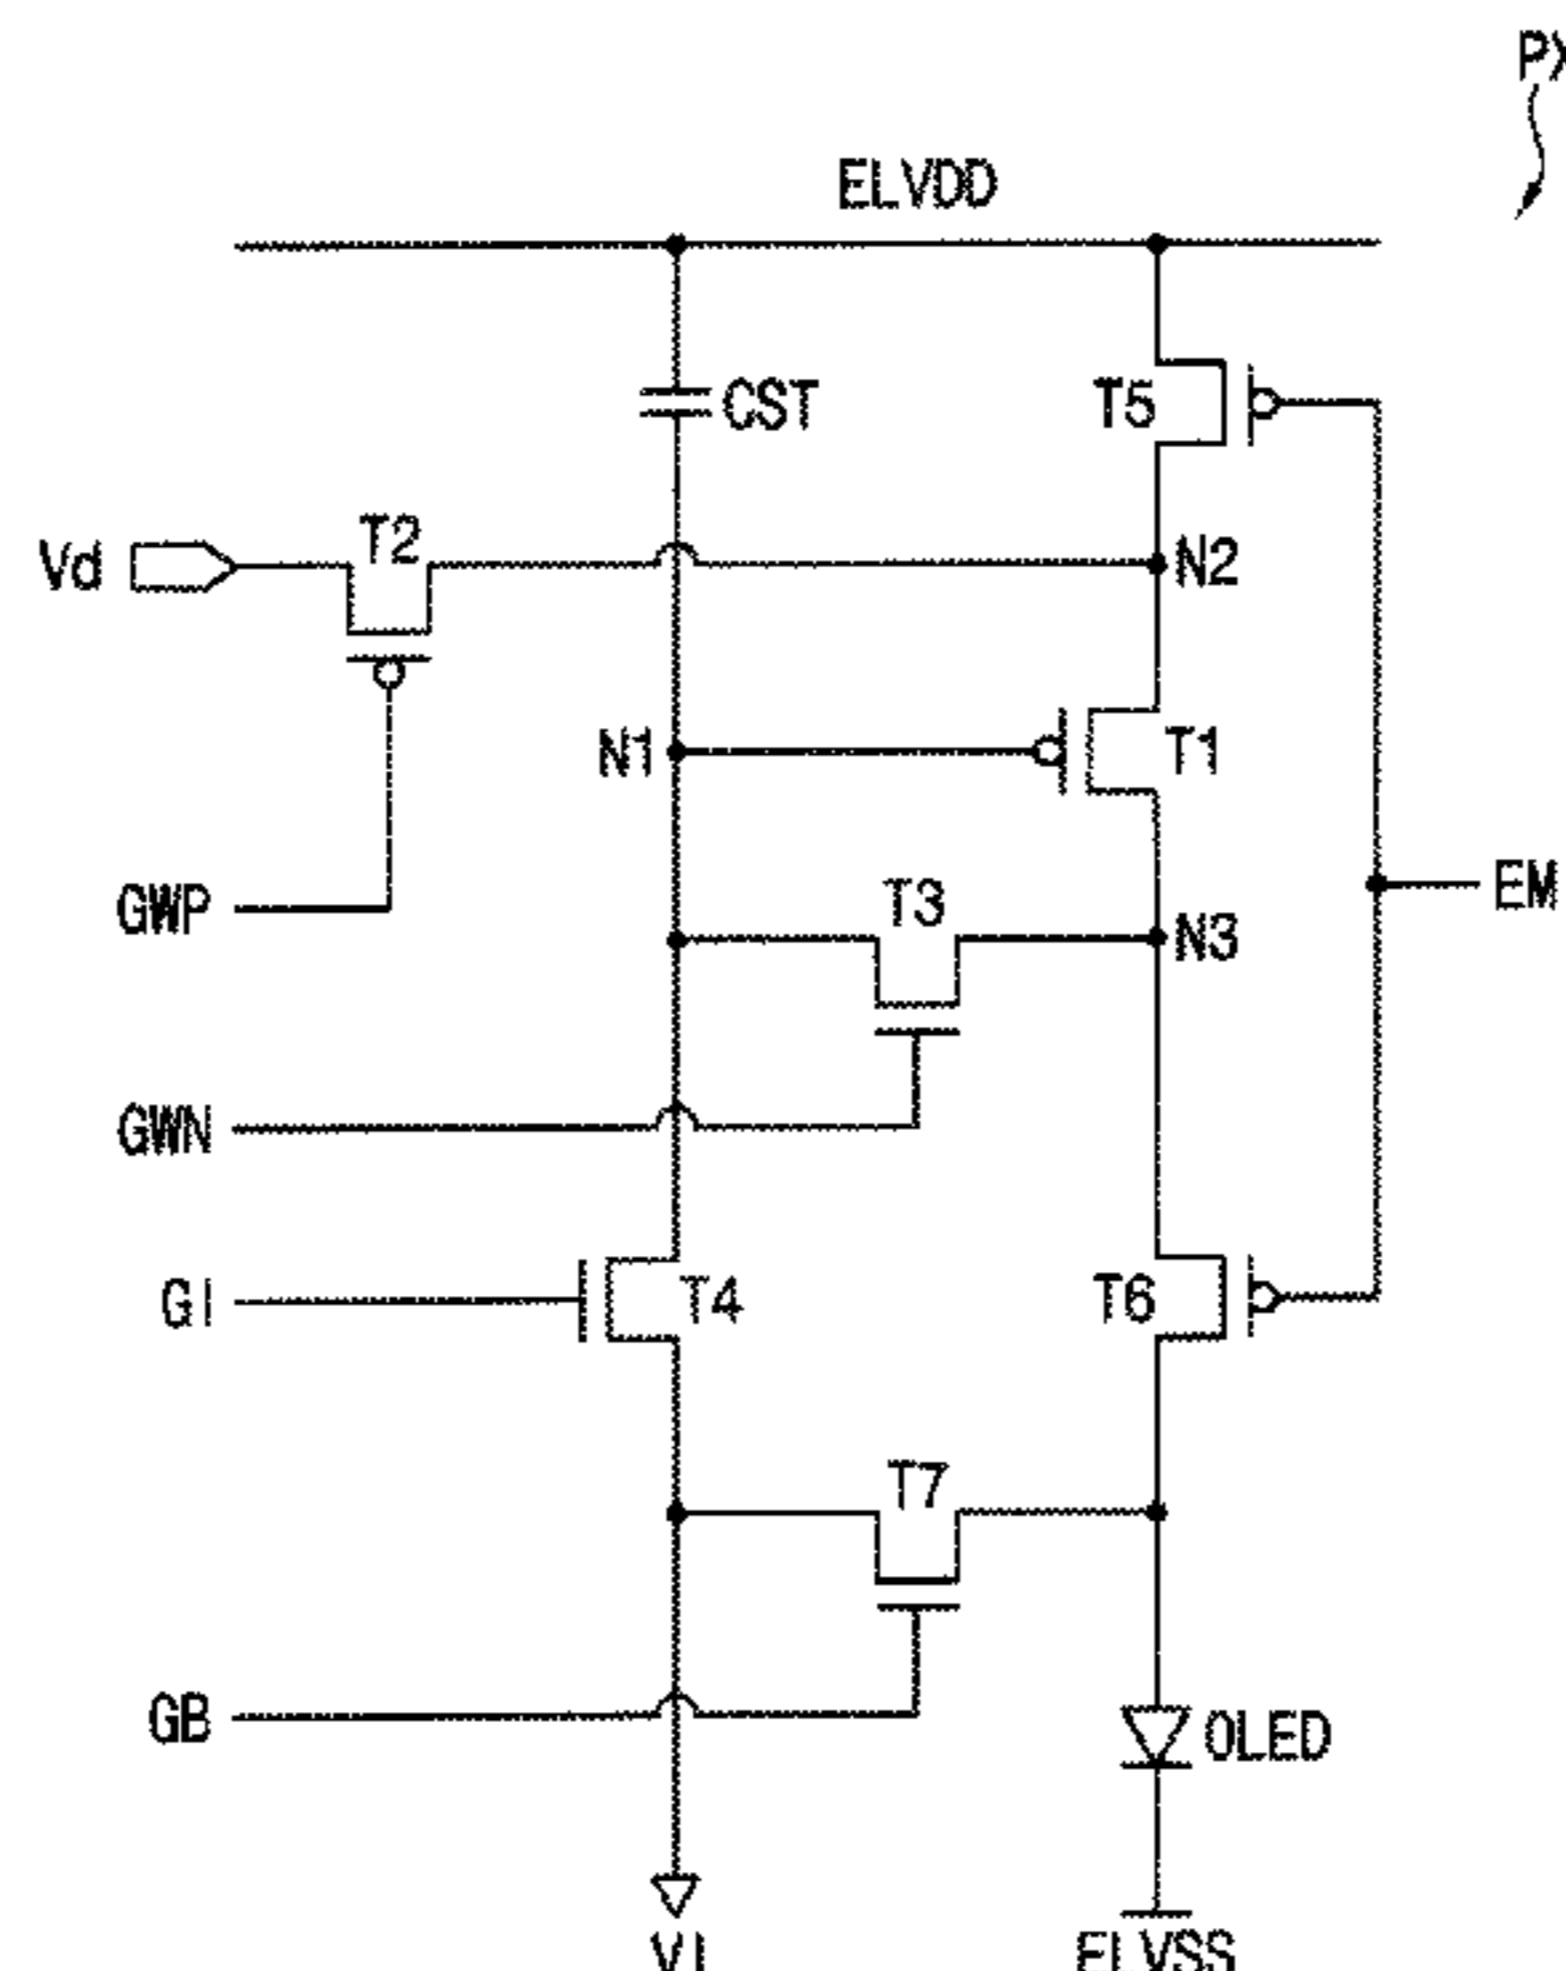 PX
ELVDD
CST
T5
Vd
T2
N2
N1
T1
GWP
T3
EM
N3
GWN
GI
T4
T6
T7
GB
OLED
VI
ELVSS